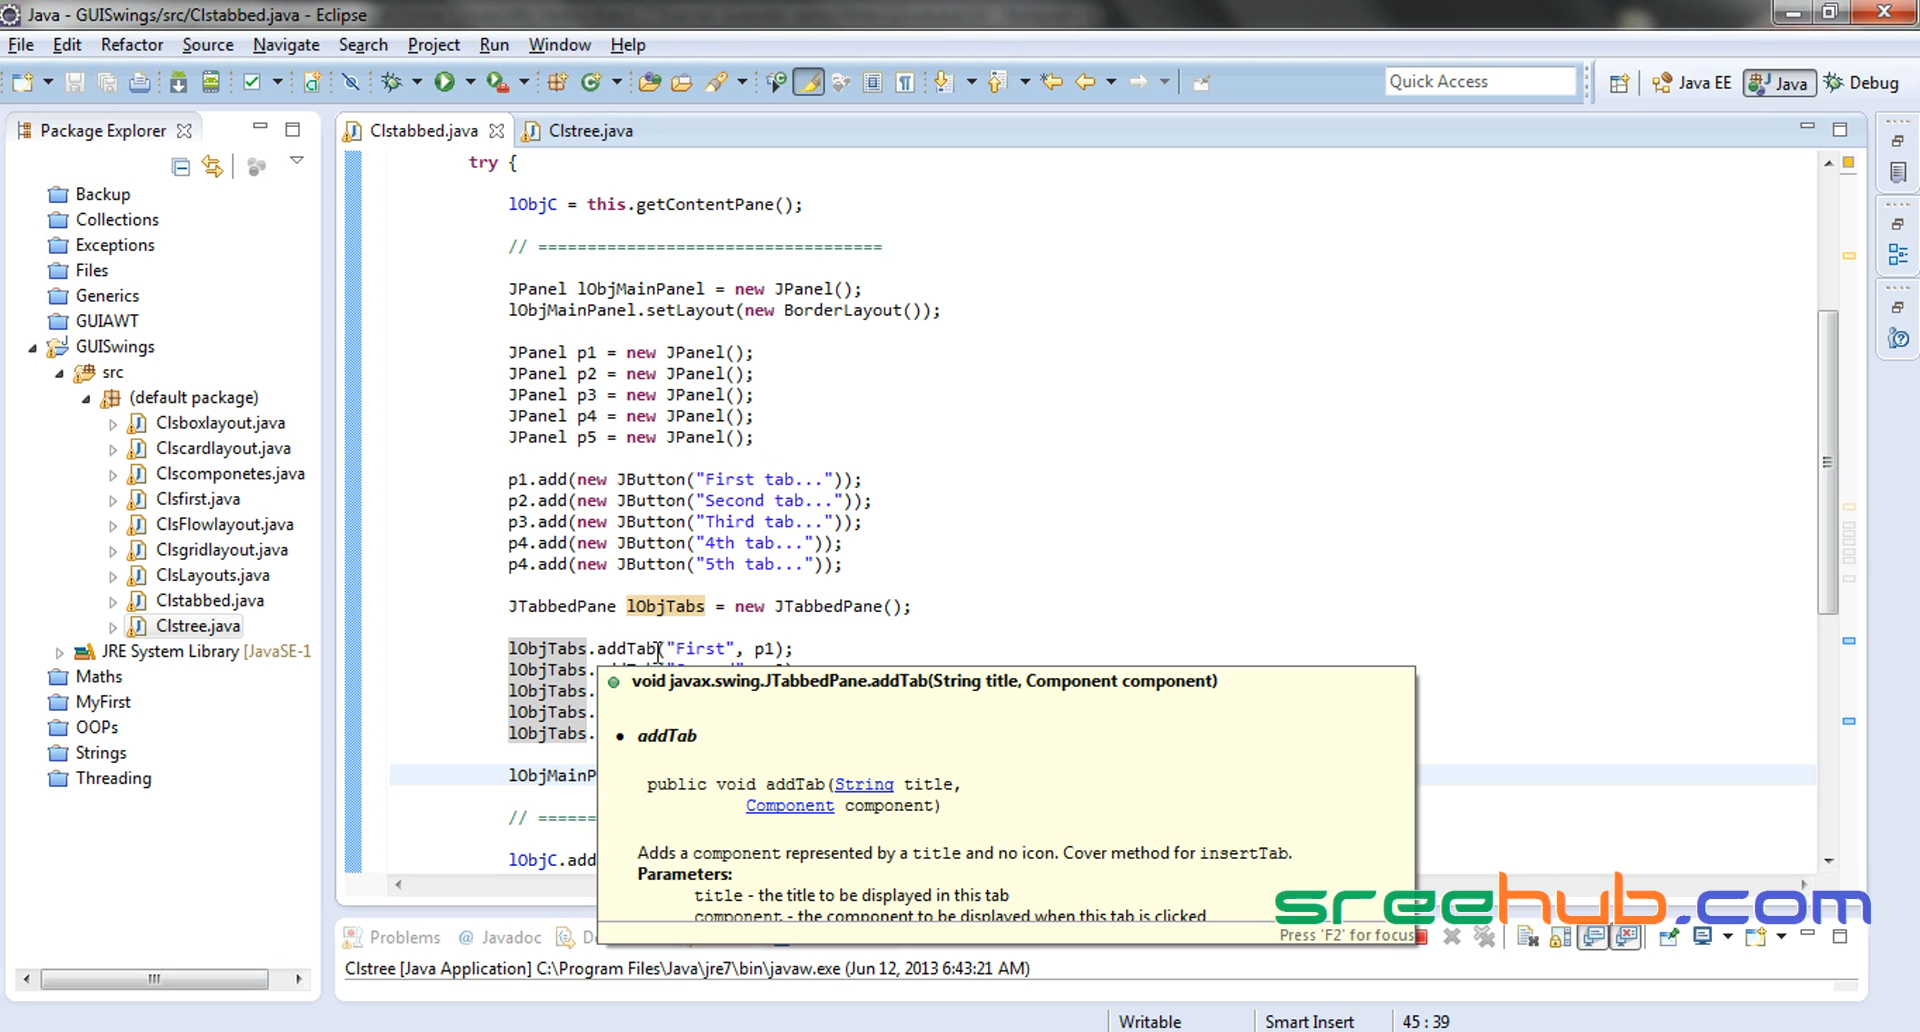 Java - GUISwings/src/Clstabbed.java - Eclipse
File Edit Refactor Source Navigate Search Project Run Window Help
Quick Access
Java EE
Java
Debug
Package Explorer
Clstabbed.java
Clstree.java
Backup
Collections
Exceptions
Files
Generics
GUIAWT
GUISwings
src
(default package)
Clsboxlayout.java
Clscardlayout.java
Clscomponetes.java
Clsfirst.java
ClsFlowlayout.java
Clsgridlayout.java
ClsLayouts.java
Clstabbed.java
Clstree.java
JRE System Library [JavaSE-1
Maths
MyFirst
OOPs
Strings
Threading
try {
lObjC = this.getContentPane();
// ===================================
JPanel lObjMainPanel = new JPanel();
lObjMainPanel.setLayout(new BorderLayout());
JPanel p1 = new JPanel();
JPanel p2 = new JPanel();
JPanel p3 = new JPanel();
JPanel p4 = new JPanel();
JPanel p5 = new JPanel();
p1.add(new JButton("First tab..."));
p2.add(new JButton("Second tab..."));
p3.add(new JButton("Third tab..."));
p4.add(new JButton("4th tab..."));
p4.add(new JButton("5th tab..."));
JTabbedPane lObjTabs = new JTabbedPane();
lObjTabs.addTab("First", p1);
lObjTabs.
lObjTabs.
lObjTabs.
lObjTabs.
lObjMainP
// ======
lObjC.add
void javax.swing.JTabbedPane.addTab(String title, Component component)
• addTab
public void addTab(String title,
Component component)
Adds a component represented by a title and no icon. Cover method for insertTab.
Parameters:
title - the title to be displayed in this tab
component - the component to be displayed when this tab is clicked
Press 'F2' for focus
sreehub.com
Problems
@ Javadoc
Clstree [Java Application] C:\Program Files\Java\jre7\bin\javaw.exe (Jun 12, 2013 6:43:21 AM)
Writable
Smart Insert
45 : 39